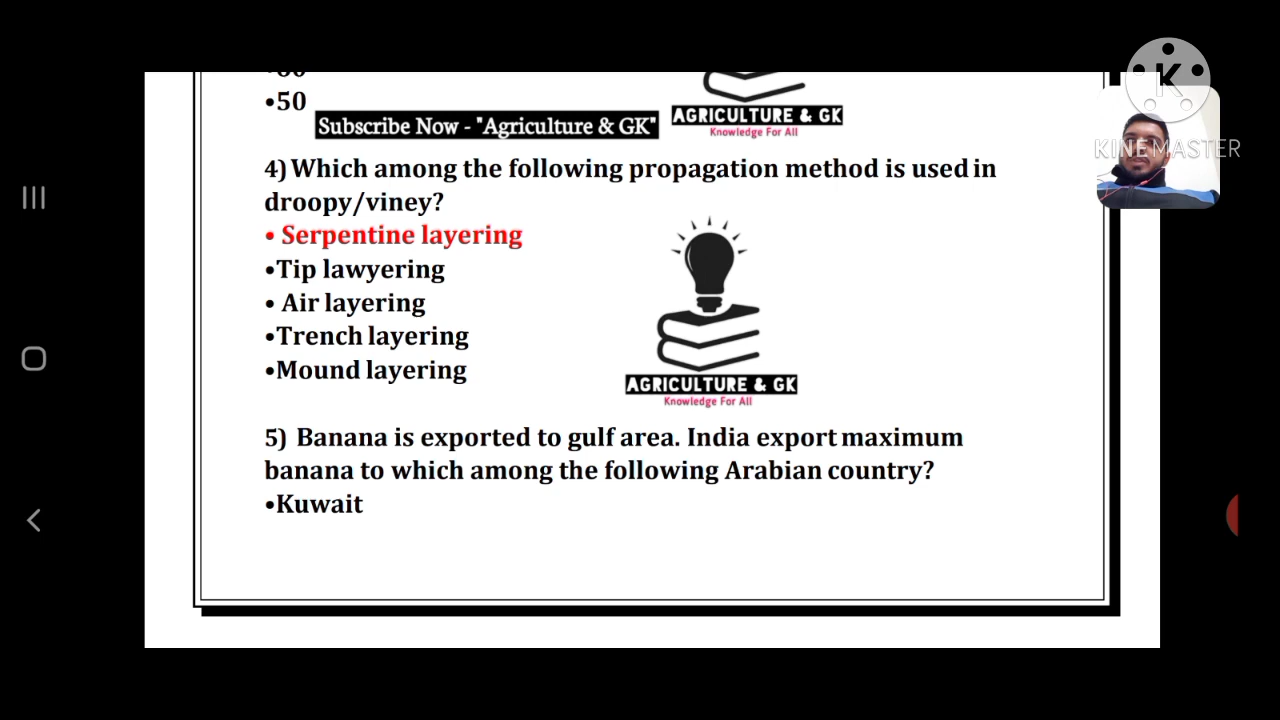 •50
Subscribe Now - "Agriculture & GK"
AGRICULTURE & GK
Knowledge For All
K
KINEMASTER
4) Which among the following propagation method is used in
droopy/viney?
• Serpentine layering
•Tip lawyering
• Air layering
•Trench layering
•Mound layering
AGRICULTURE & GK
Knowledge For All
5) Banana is exported to gulf area. India export maximum
banana to which among the following Arabian country?
•Kuwait